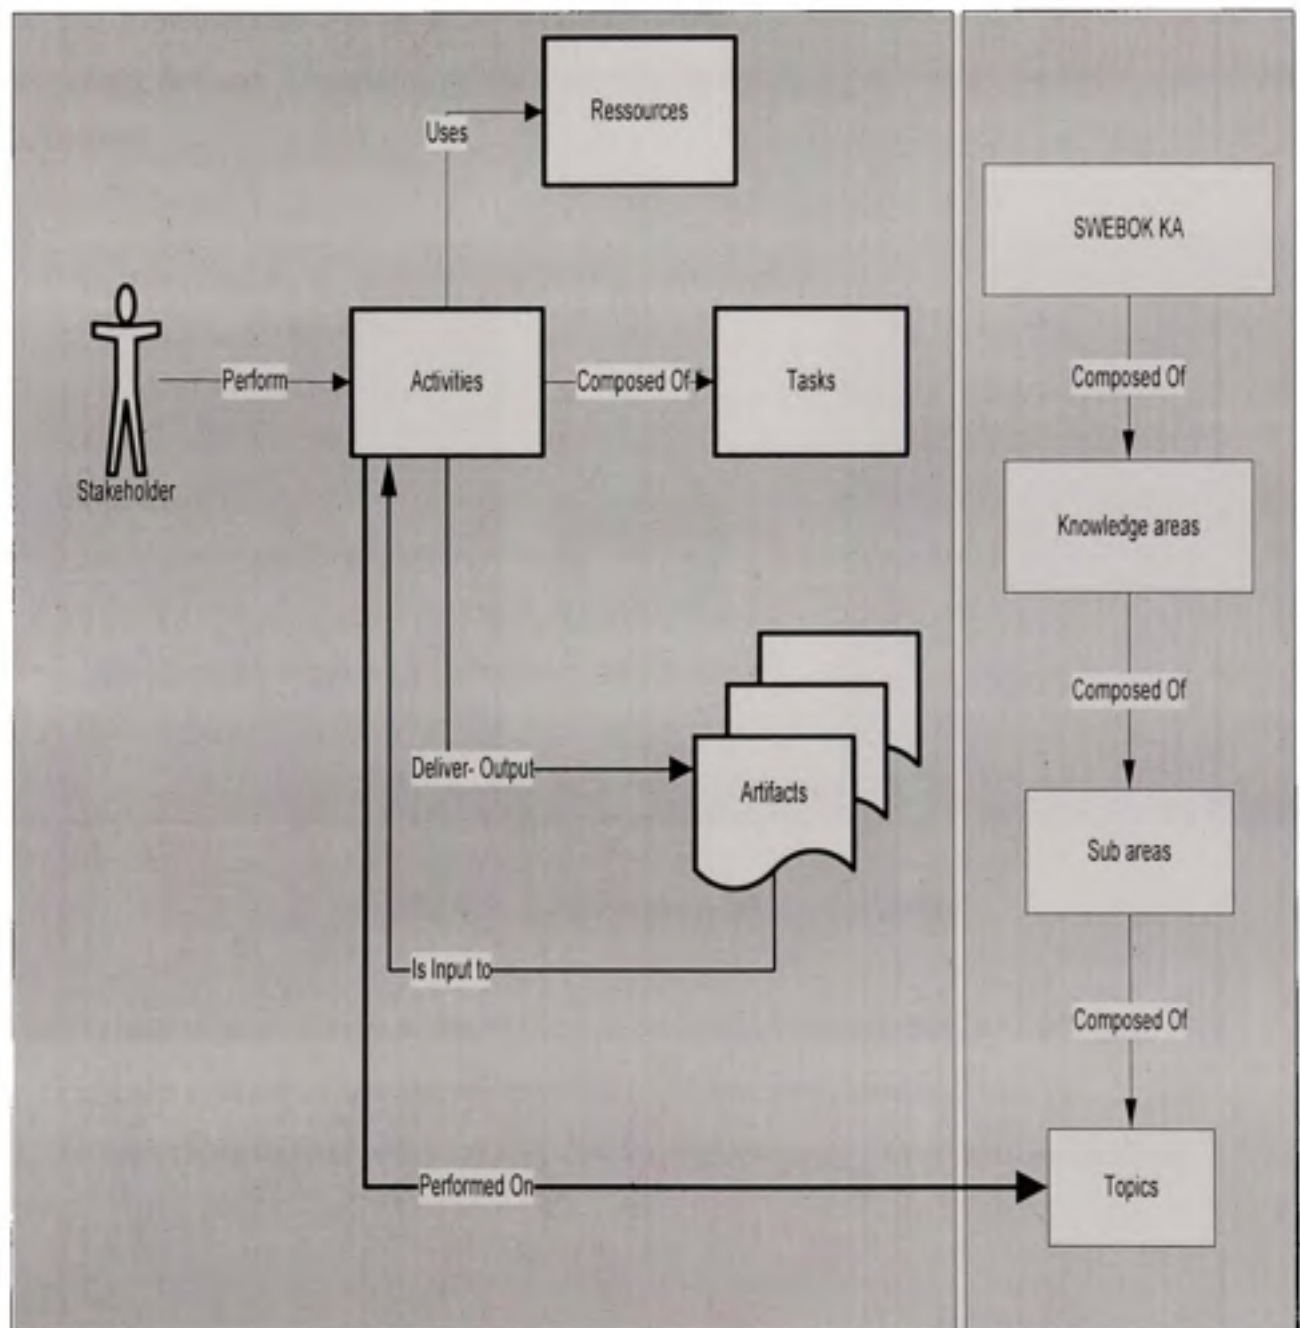 Ressources
Uses
SWEBOK KA
Stakeholder
Perform
Activities
Composed Of
Tasks
Composed Of
Knowledge areas
Composed Of
Deliver- Output
Artifacts
Sub areas
Is Input to
Composed Of
Performed On
Topics